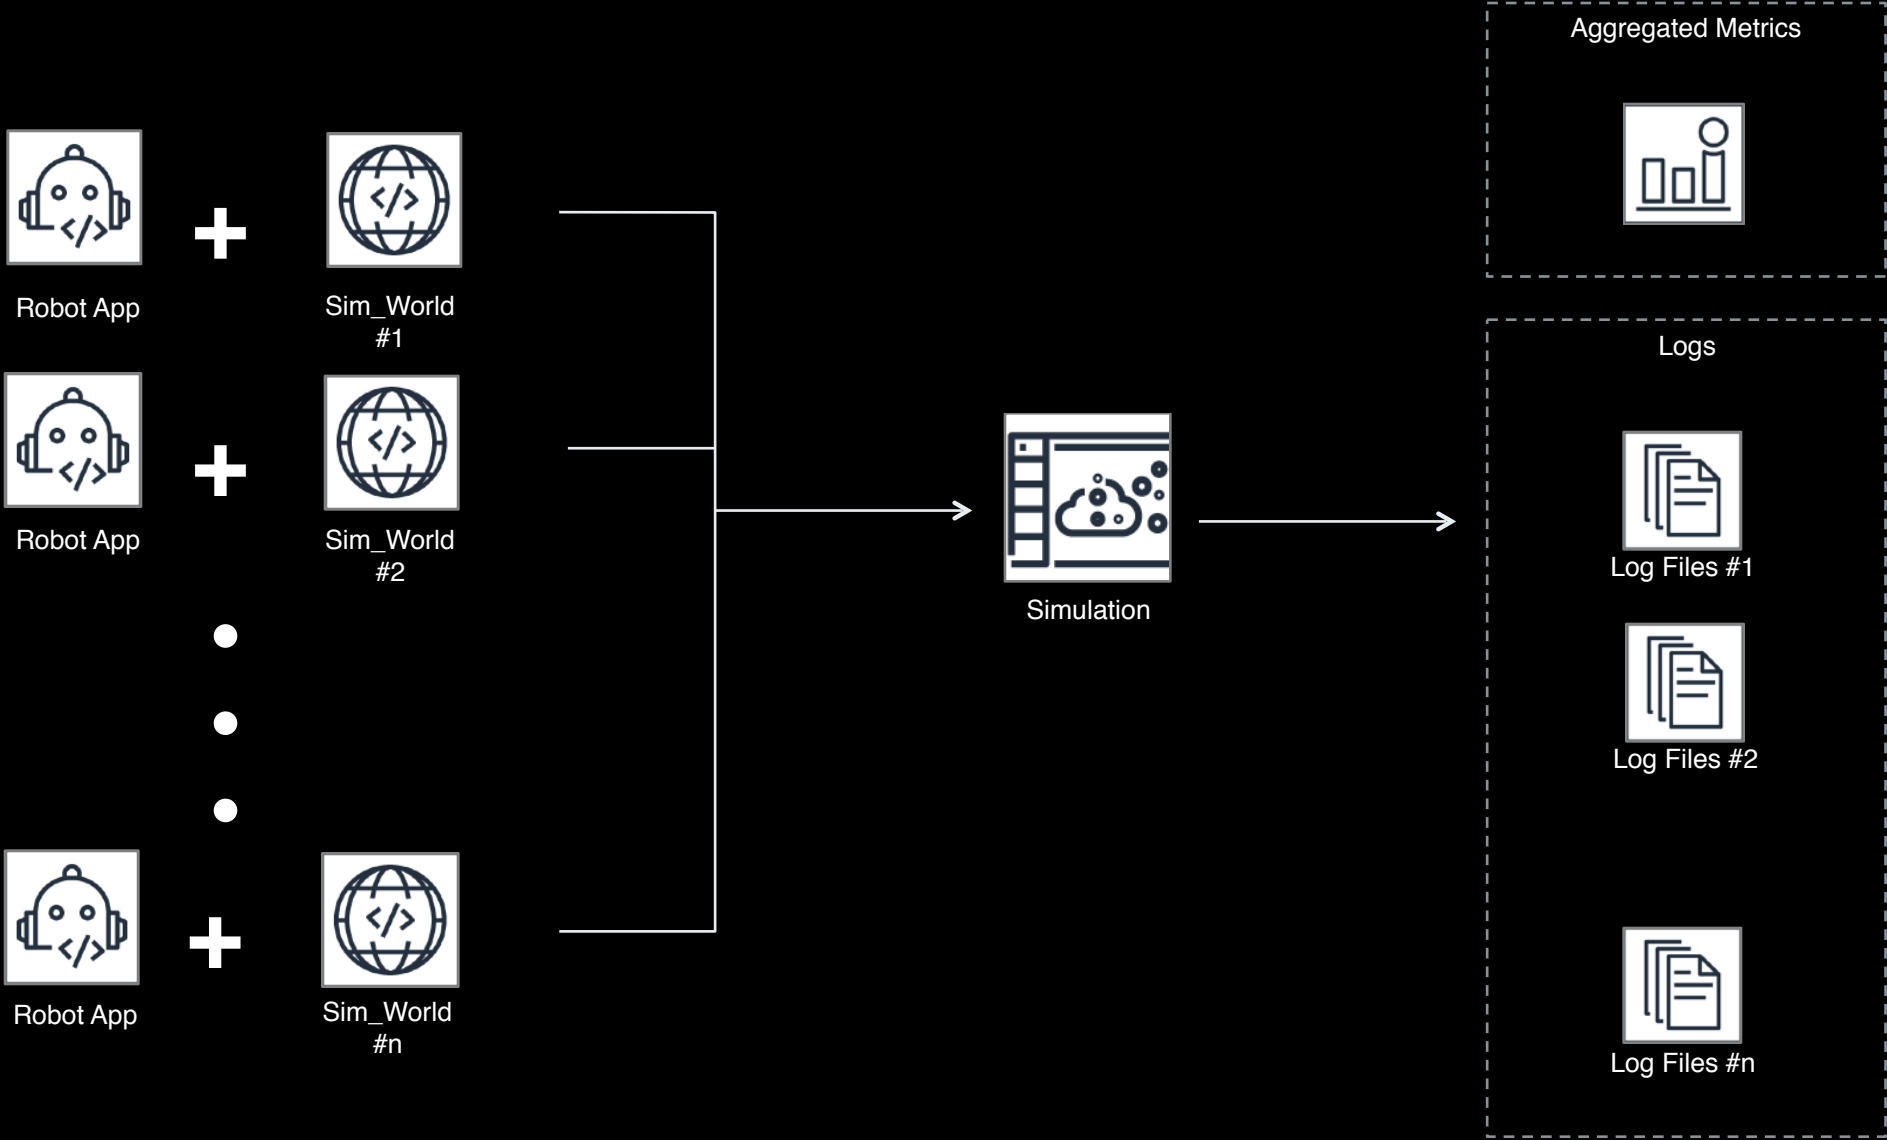 Aggregated Metrics
Robot App
Sim_World
#1
Robot App
Sim_World
#2
Robot App
Sim_World
#n
Simulation
Logs
Log Files #1
Log Files #2
Log Files #n